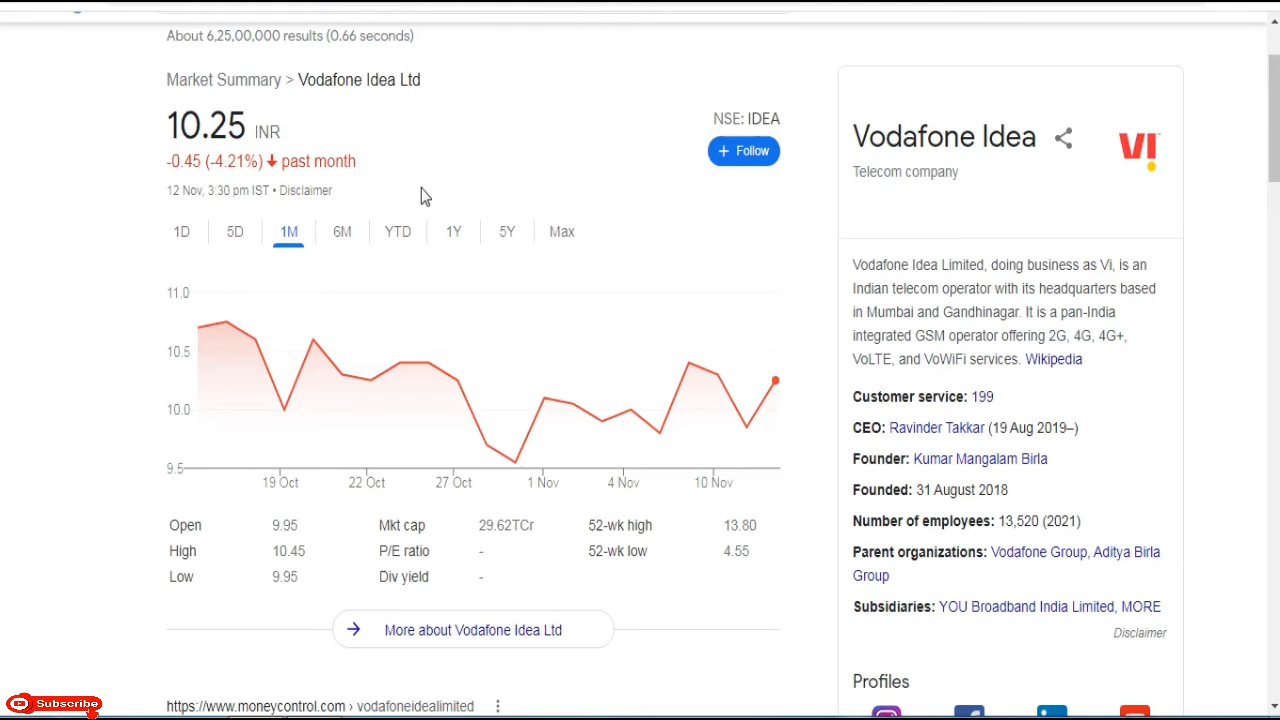 About 6,25,00,000 results (0.66 seconds)
Market Summary > Vodafone Idea Ltd
10.25 INR
-0.45 (-4.21%) ↓ past month
12 Nov, 3:30 pm IST • Disclaimer
NSE: IDEA
+ Follow
1D 5D 1M 6M YTD 1Y 5Y Max
11.0
10.5
10.0
9.5
19 Oct 22 Oct 27 Oct 1 Nov 4 Nov 10 Nov
Open 9.95 Mkt cap 29.62TCr 52-wk high 13.80
High 10.45 P/E ratio - 52-wk low 4.55
Low 9.95 Div yield -
→ More about Vodafone Idea Ltd
https://www.moneycontrol.com › vodafoneidealimited
Subscribe
Vodafone Idea
VI
Telecom company
Vodafone Idea Limited, doing business as Vi, is an
Indian telecom operator with its headquarters based
in Mumbai and Gandhinagar. It is a pan-India
integrated GSM operator offering 2G, 4G, 4G+,
VoLTE, and VoWiFi services. Wikipedia
Customer service: 199
CEO: Ravinder Takkar (19 Aug 2019–)
Founder: Kumar Mangalam Birla
Founded: 31 August 2018
Number of employees: 13,520 (2021)
Parent organizations: Vodafone Group, Aditya Birla
Group
Subsidiaries: YOU Broadband India Limited, MORE
Disclaimer
Profiles